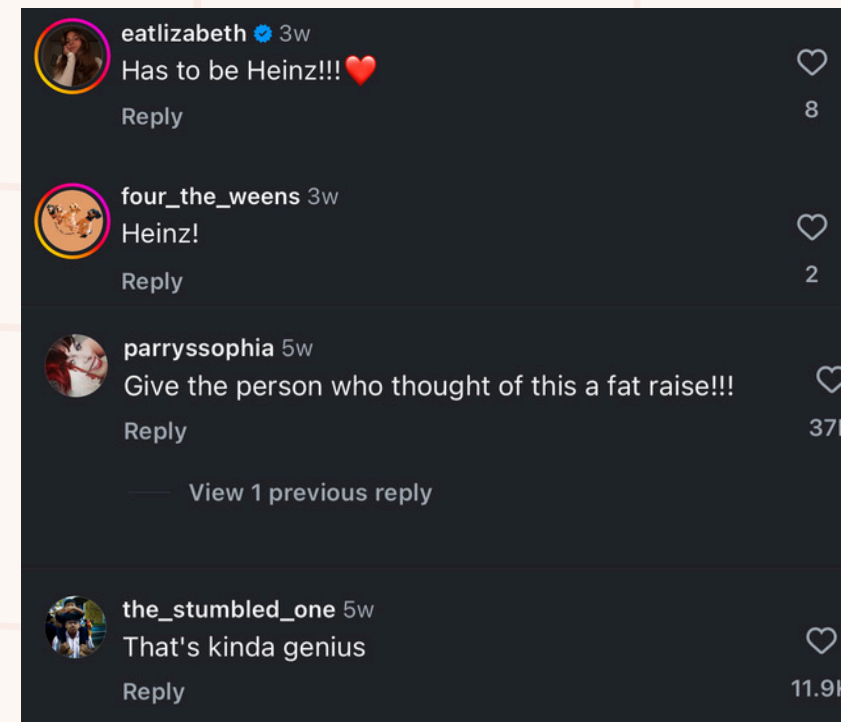 eatlizabeth 3w
Has to be Heinz!!!❤️
Reply
8
four_the_weens 3w
Heinz!
Reply
2
parryssophia 5w
Give the person who thought of this a fat raise!!!
Reply
View 1 previous reply
the_stumbled_one 5w
That's kinda genius
Reply